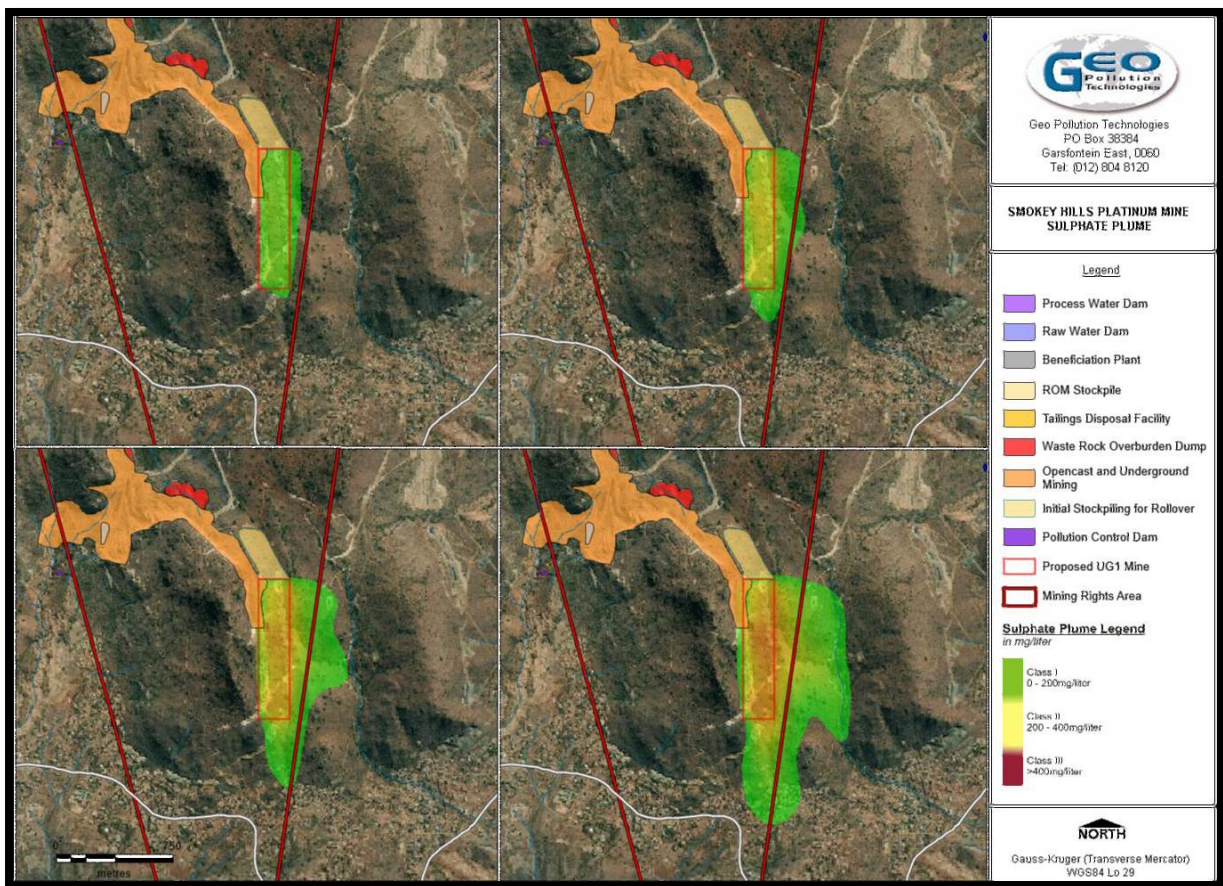 GEO
Pollution
Technologies
Geo Pollution Technologies
PO Box 38384
Garsfontein East, 0060
Tel: (012) 804 8120
SMOKEY HILLS PLATINUM MINE
SULPHATE PLUME
Legend
Process Water Dam
Raw Water Dam
Beneficiation Plant
ROM Stockpile
Tailings Disposal Facility
Waste Rock Overburden Dump
Opencast and Underground
Mining
Initial Stockpiling for Rollover
Pollution Control Dam
Proposed UG1 Mine
Mining Rights Area
Sulphate Plume Legend
in mg/liter
Class I
0 - 200mg/liter
Class II
200 - 400mg/liter
Class III
>400mg/liter
0 750
metres
NORTH
Gauss-Kruger (Transverse Mercator)
WGS84 Lo 29